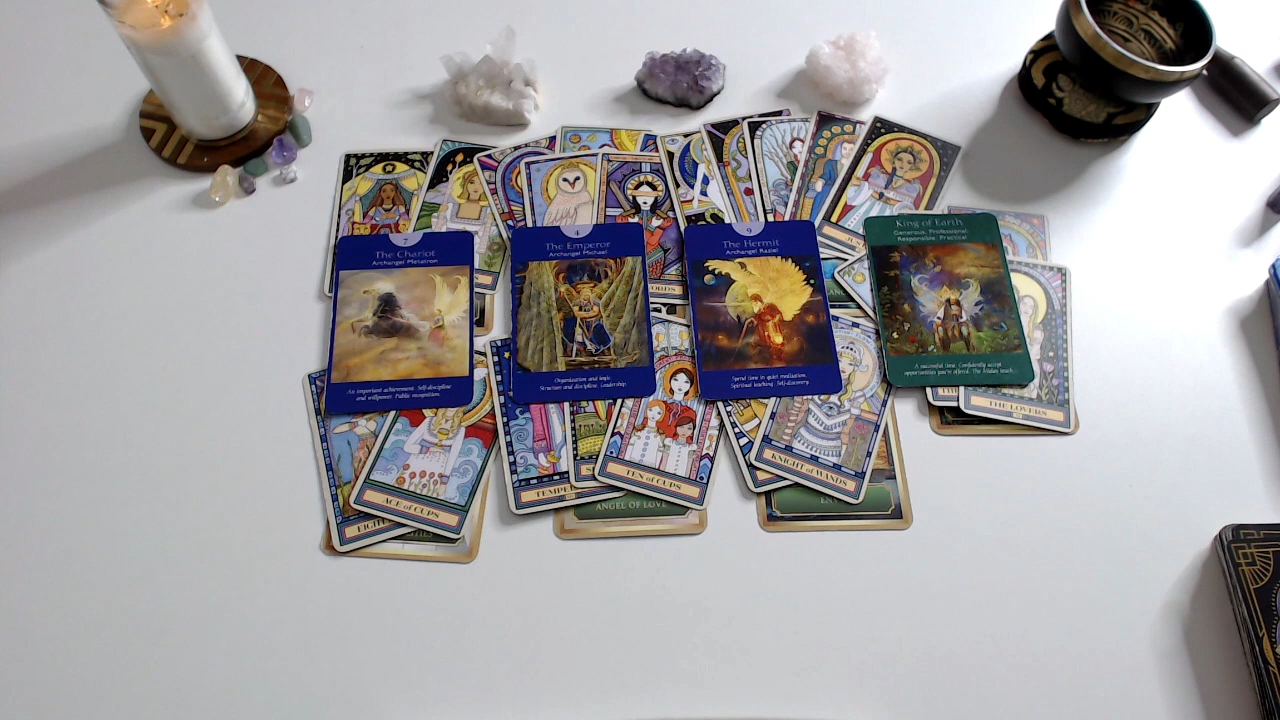 7
The Chariot
Archangel Metatron
An important achievement. Self-discipline
and willpower. Public recognition.
4
The Emperor
Archangel Michael
Organization and logic.
Structure and discipline. Leadership.
9
The Hermit
Archangel Raziel
Spend time in quiet meditation.
Spiritual teaching. Self-discovery.
King of Earth
Generous. Professional.
Responsible. Practical.
A successful time. Confidently accept
opportunities you're offered. The Midas touch.
ORDS
THE LOVERS
ACE of CUPS
EIGHT
TEMPE
TEN of CUPS
KNIGHT of WANDS
ANGEL OF LOVE